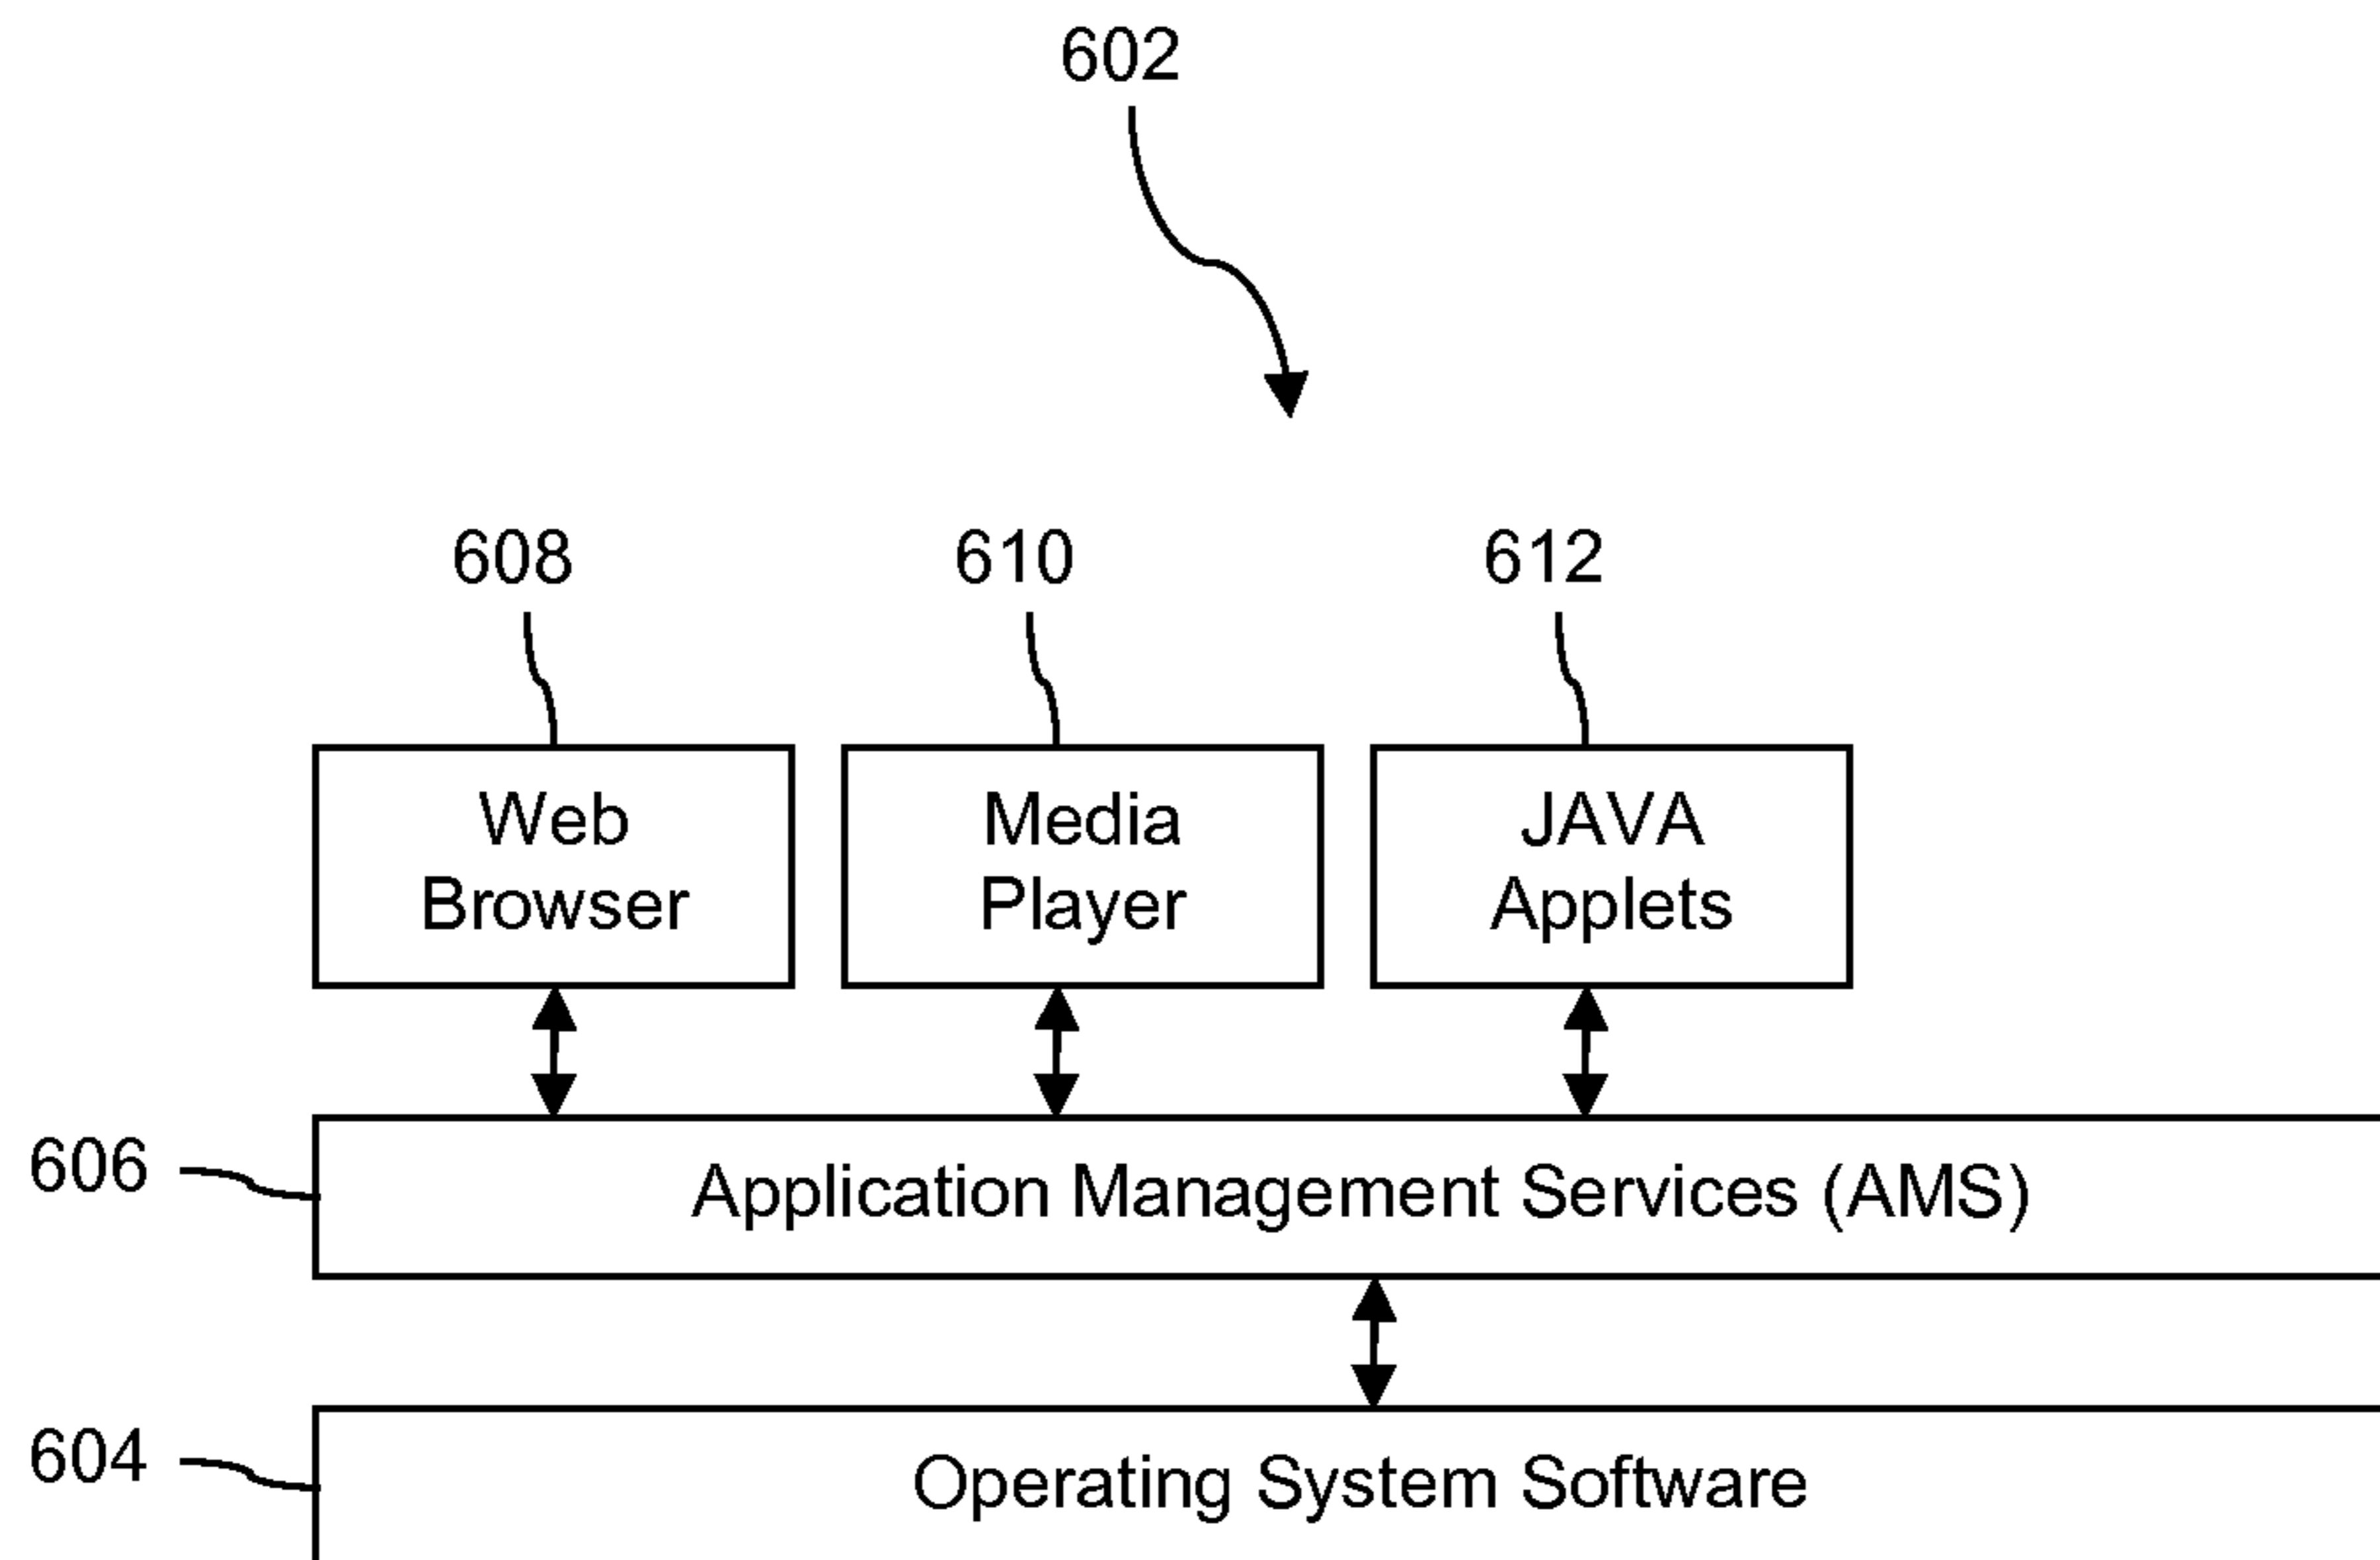 602
608
610
612
Web
Browser
Media
Player
JAVA
Applets
606
Application Management Services (AMS)
604
Operating System Software